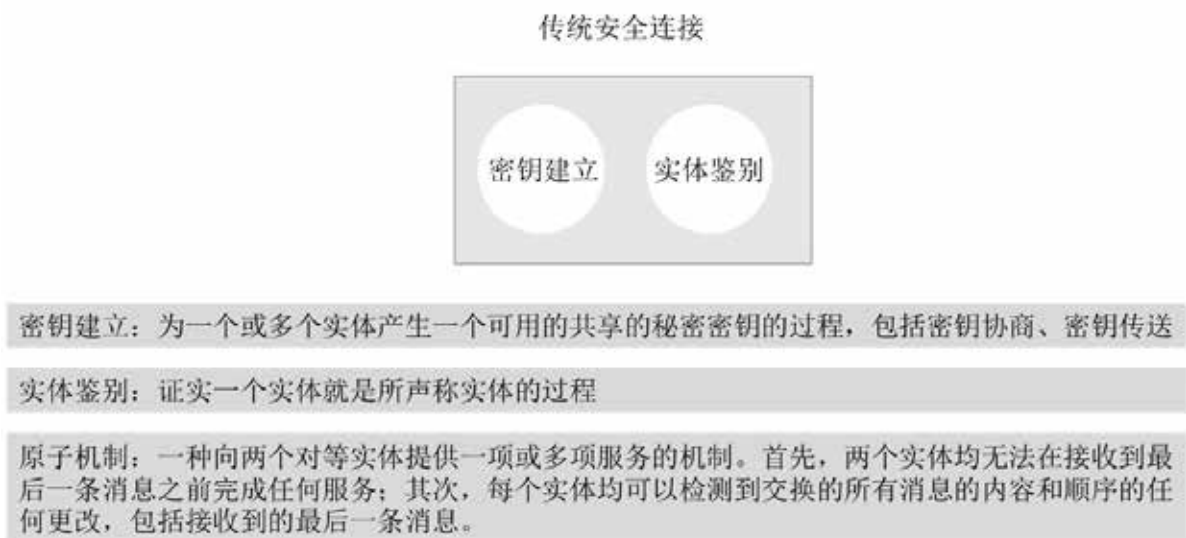 传统安全连接
密钥建立
实体鉴别
密钥建立：为一个或多个实体产生一个可用的共享的秘密密钥的过程，包括密钥协商、密钥传送
实体鉴别：证实一个实体就是所声称实体的过程
原子机制：一种向两个对等实体提供一项或多项服务的机制。首先，两个实体均无法在接收到最
后一条消息之前完成任何服务；其次，每个实体均可以检测到交换的所有消息的内容和顺序的任
何更改，包括接收到的最后一条消息。